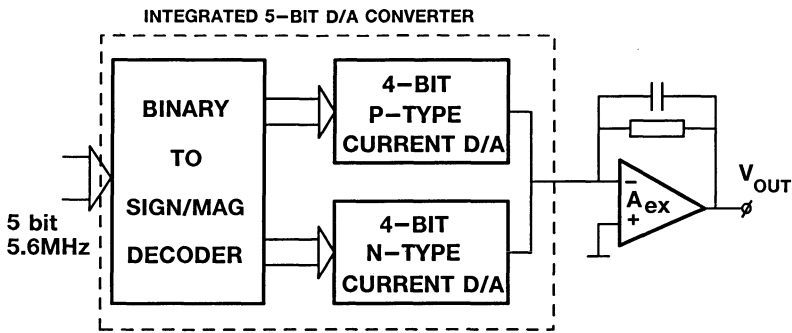 INTEGRATED 5-BIT D/A CONVERTER
BINARY
TO
SIGN/MAG
DECODER
4-BIT
P-TYPE
CURRENT D/A
4-BIT
N-TYPE
CURRENT D/A
5 bit
5.6MHz
- 
A ex
+
V OUT